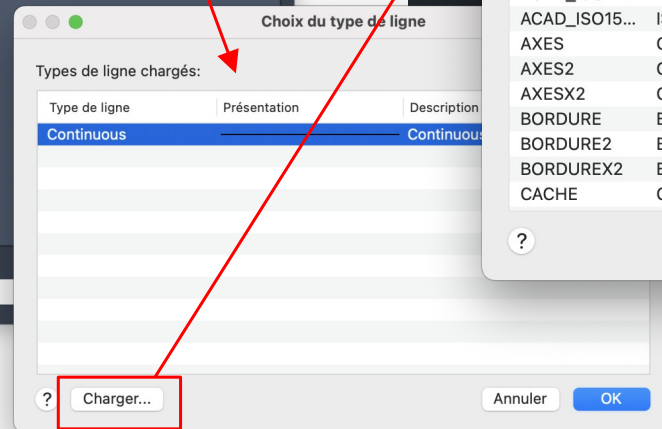 Choix du type de ligne
Types de ligne chargés:
Type de ligne
Présentation
Description
Continuous
Continuous
?
Charger...
Annuler
OK
ACAD_ISO15...
AXES
AXES2
AXESX2
BORDURE
BORDURE2
BORDUREX2
CACHE
?